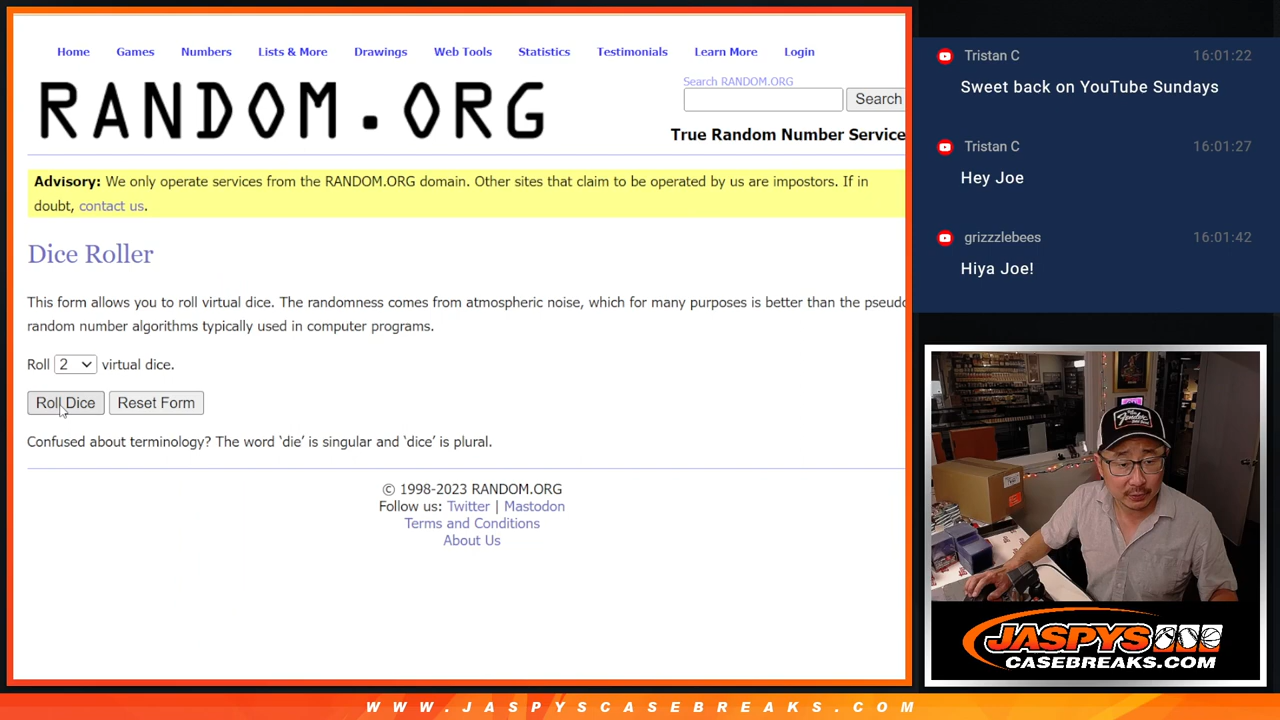 Home Games Numbers Lists & More Drawings Web Tools Statistics Testimonials Learn More Login
RANDOM.ORG
Search RANDOM.ORG
Search
True Random Number Service
Advisory: We only operate services from the RANDOM.ORG domain. Other sites that claim to be operated by us are impostors. If in
doubt, contact us.
Dice Roller
This form allows you to roll virtual dice. The randomness comes from atmospheric noise, which for many purposes is better than the pseudo
random number algorithms typically used in computer programs.
Roll 2 virtual dice.
Roll Dice Reset Form
Confused about terminology? The word ‘die’ is singular and ‘dice’ is plural.
© 1998-2023 RANDOM.ORG
Follow us: Twitter | Mastodon
Terms and Conditions
About Us
Tristan C 16:01:22
Sweet back on YouTube Sundays
Tristan C 16:01:27
Hey Joe
grizzzlebees 16:01:42
Hiya Joe!
Fender
JASPYS
CASEBREAKS.COM
WWW.JASPYSCASEBREAKS.COM